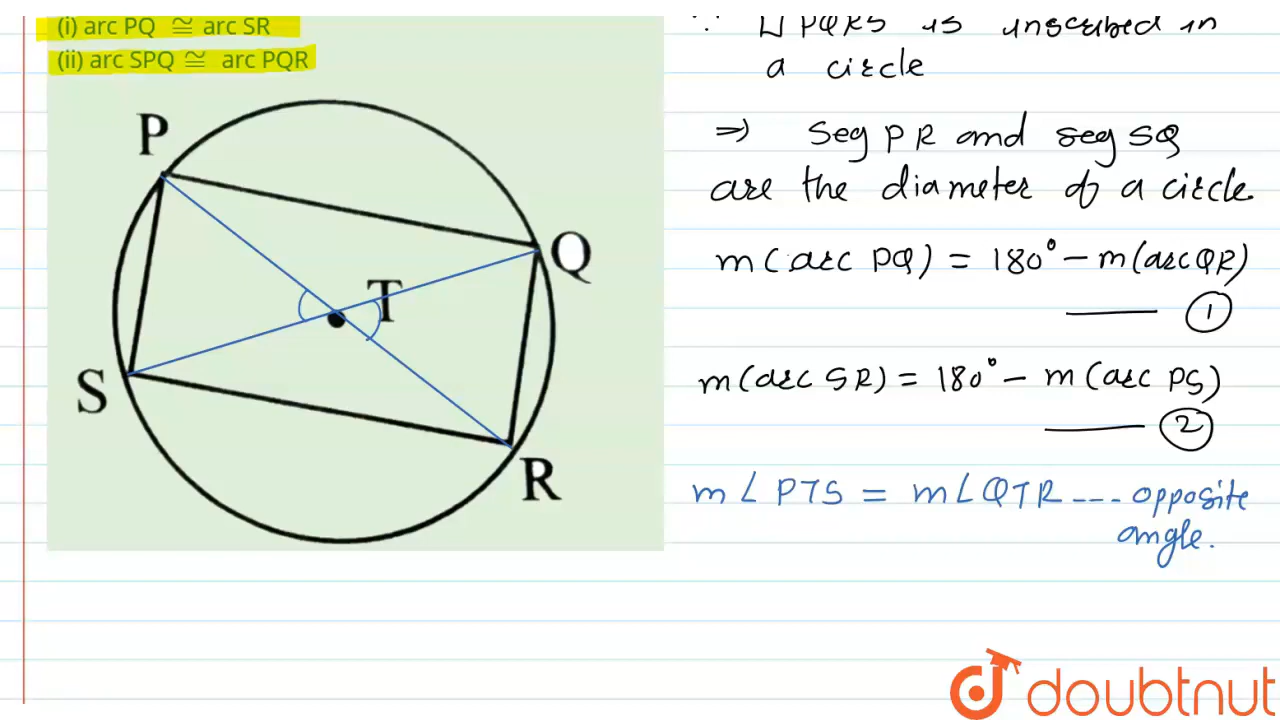 (i) arc PQ ≅ arc SR
(ii) arc SPQ ≅ arc PQR
P
Q
T
S
R
∵ □ PQRS is inscribed in
a circle
⇒ seg PR and seg SQ
are the diameter of a circle.
m(arc PQ) = 180° - m(arc QR)
—— ①
m(arc SR) = 180° - m(arc PS)
—— ②
m∠PTS = m∠QTR --- opposite
angle.
doubtnut